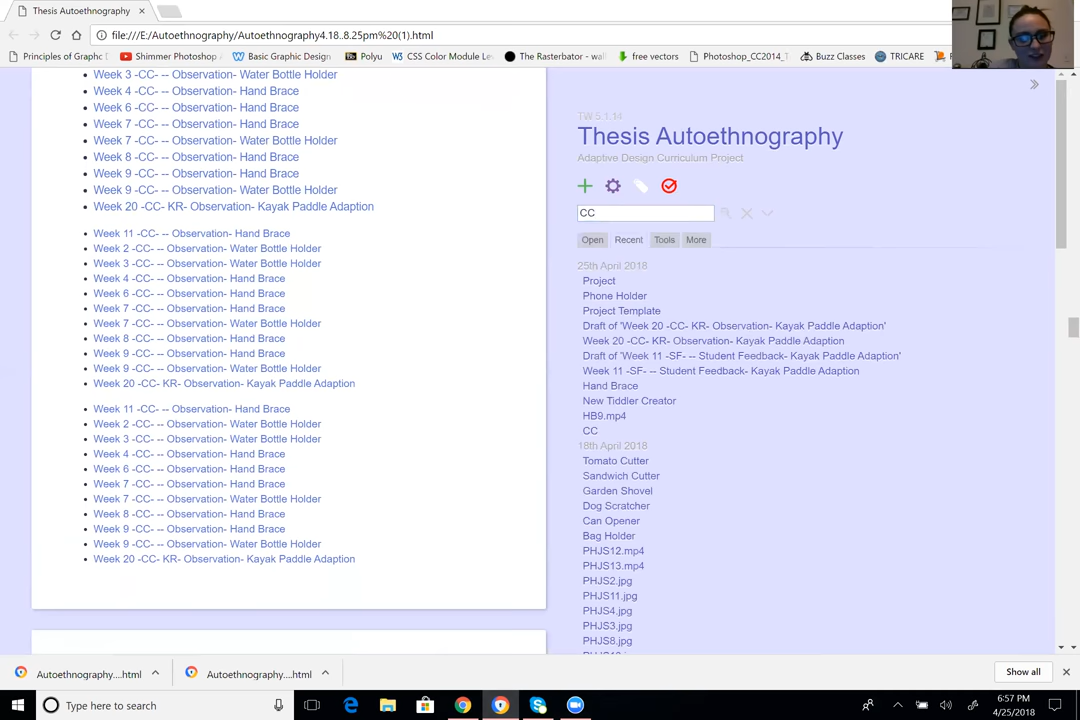 Thesis Autoethnography
file:///E:/Autoethnography/Autoethnography4.18..8.25pm%20(1).html
Principles of Graphc
Shimmer Photoshop
Basic Graphic Design
Polyu
CSS Color Module Lev
The Rasterbator - wal
free vectors
Photoshop_CC2014_T
Buzz Classes
TRICARE
Week 3 -CC- -- Observation- Water Bottle Holder
Week 4 -CC- -- Observation- Hand Brace
Week 6 -CC- -- Observation- Hand Brace
Week 7 -CC- -- Observation- Hand Brace
Week 7 -CC- -- Observation- Water Bottle Holder
Week 8 -CC- -- Observation- Hand Brace
Week 9 -CC- -- Observation- Hand Brace
Week 9 -CC- -- Observation- Water Bottle Holder
Week 20 -CC- KR- Observation- Kayak Paddle Adaption
Week 11 -CC- -- Observation- Hand Brace
Week 2 -CC- -- Observation- Water Bottle Holder
Week 3 -CC- -- Observation- Water Bottle Holder
Week 4 -CC- -- Observation- Hand Brace
Week 6 -CC- -- Observation- Hand Brace
Week 7 -CC- -- Observation- Hand Brace
Week 7 -CC- -- Observation- Water Bottle Holder
Week 8 -CC- -- Observation- Hand Brace
Week 9 -CC- -- Observation- Hand Brace
Week 9 -CC- -- Observation- Water Bottle Holder
Week 20 -CC- KR- Observation- Kayak Paddle Adaption
Week 11 -CC- -- Observation- Hand Brace
Week 2 -CC- -- Observation- Water Bottle Holder
Week 3 -CC- -- Observation- Water Bottle Holder
Week 4 -CC- -- Observation- Hand Brace
Week 6 -CC- -- Observation- Hand Brace
Week 7 -CC- -- Observation- Hand Brace
Week 7 -CC- -- Observation- Water Bottle Holder
Week 8 -CC- -- Observation- Hand Brace
Week 9 -CC- -- Observation- Hand Brace
Week 9 -CC- -- Observation- Water Bottle Holder
Week 20 -CC- KR- Observation- Kayak Paddle Adaption
TW 5.1.14
Thesis Autoethnography
Adaptive Design Curriculum Project
CC
Open Recent Tools More
25th April 2018
Project
Phone Holder
Project Template
Draft of 'Week 20 -CC- KR- Observation- Kayak Paddle Adaption'
Week 20 -CC- KR- Observation- Kayak Paddle Adaption
Draft of 'Week 11 -SF- -- Student Feedback- Kayak Paddle Adaption'
Week 11 -SF- -- Student Feedback- Kayak Paddle Adaption
Hand Brace
New Tiddler Creator
HB9.mp4
CC
18th April 2018
Tomato Cutter
Sandwich Cutter
Garden Shovel
Dog Scratcher
Can Opener
Bag Holder
PHJS12.mp4
PHJS13.mp4
PHJS2.jpg
PHJS11.jpg
PHJS4.jpg
PHJS3.jpg
PHJS8.jpg
Autoethnography....html
Autoethnography....html
Show all
Type here to search
6:57 PM
4/25/2018